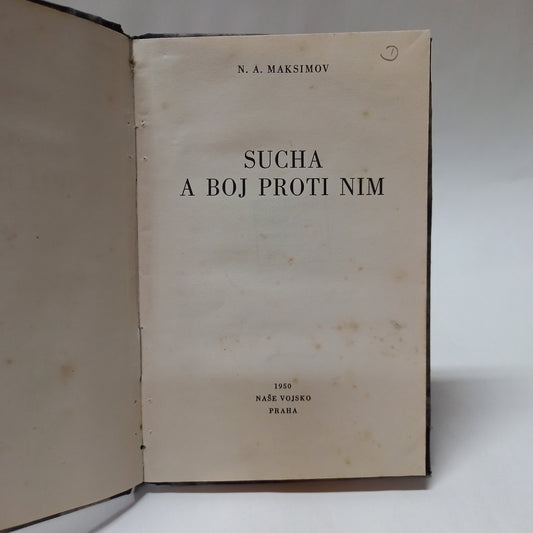 N. A. MAKSIMOV
SUCHA
A BOJ PROTI NIM
1950
NAŠE VOJSKO
PRAHA